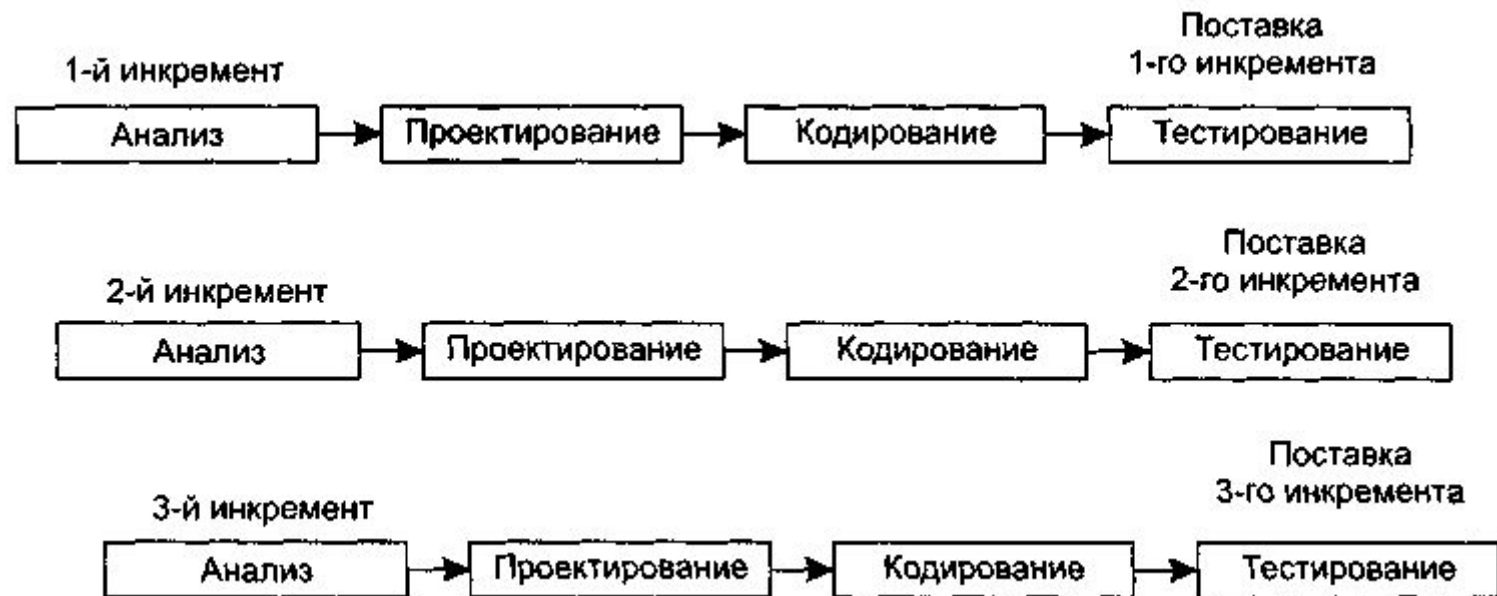 1-й инкремент
Поставка
1-го инкремента
Анализ
Проектирование
Кодирование
Тестирование
2-й инкремент
Поставка
2-го инкремента
Анализ
Проектирование
Кодирование
Тестирование
3-й инкремент
Поставка
3-го инкремента
Анализ
Проектирование
Кодирование
Тестирование